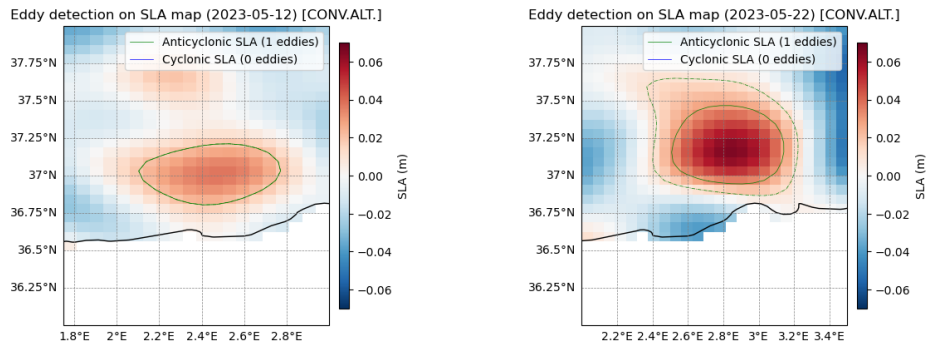 Eddy detection on SLA map (2023-05-12) [CONV.ALT.]
Anticyclonic SLA (1 eddies)
Cyclonic SLA (0 eddies)
37.75°N
37.5°N
37.25°N
37°N
36.75°N
36.5°N
36.25°N
1.8°E 2°E 2.2°E 2.4°E 2.6°E 2.8°E
0.06
0.04
0.02
0.00
−0.02
−0.04
−0.06
SLA (m)
Eddy detection on SLA map (2023-05-22) [CONV.ALT.]
Anticyclonic SLA (1 eddies)
Cyclonic SLA (0 eddies)
37.75°N
37.5°N
37.25°N
37°N
36.75°N
36.5°N
36.25°N
2.2°E 2.4°E 2.6°E 2.8°E 3°E 3.2°E 3.4°E
0.06
0.04
0.02
0.00
−0.02
−0.04
−0.06
SLA (m)